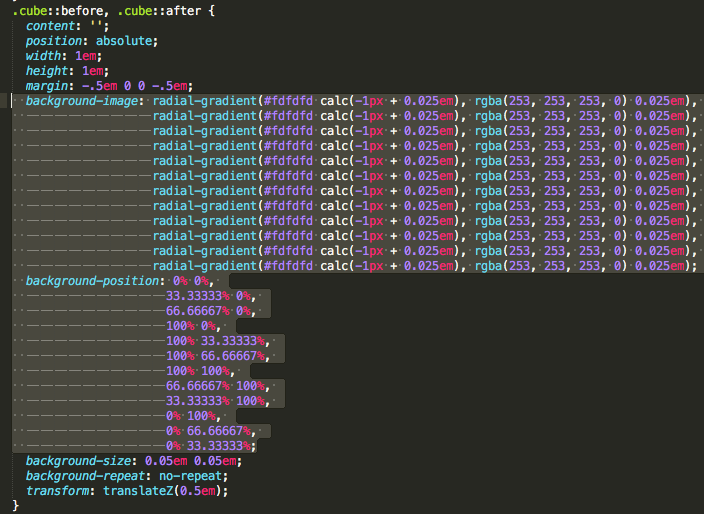 .cube::before, .cube::after {
content: '';
position: absolute;
width: 1em;
height: 1em;
margin: -.5em 0 0 -.5em;
background-image: radial-gradient(#fdfdfd calc(-1px + 0.025em), rgba(253, 253, 253, 0) 0.025em),
radial-gradient(#fdfdfd calc(-1px + 0.025em), rgba(253, 253, 253, 0) 0.025em),
radial-gradient(#fdfdfd calc(-1px + 0.025em), rgba(253, 253, 253, 0) 0.025em),
radial-gradient(#fdfdfd calc(-1px + 0.025em), rgba(253, 253, 253, 0) 0.025em),
radial-gradient(#fdfdfd calc(-1px + 0.025em), rgba(253, 253, 253, 0) 0.025em),
radial-gradient(#fdfdfd calc(-1px + 0.025em), rgba(253, 253, 253, 0) 0.025em),
radial-gradient(#fdfdfd calc(-1px + 0.025em), rgba(253, 253, 253, 0) 0.025em),
radial-gradient(#fdfdfd calc(-1px + 0.025em), rgba(253, 253, 253, 0) 0.025em),
radial-gradient(#fdfdfd calc(-1px + 0.025em), rgba(253, 253, 253, 0) 0.025em),
radial-gradient(#fdfdfd calc(-1px + 0.025em), rgba(253, 253, 253, 0) 0.025em),
radial-gradient(#fdfdfd calc(-1px + 0.025em), rgba(253, 253, 253, 0) 0.025em),
radial-gradient(#fdfdfd calc(-1px + 0.025em), rgba(253, 253, 253, 0) 0.025em);
background-position: 0% 0%,
33.33333% 0%,
66.66667% 0%,
100% 0%,
100% 33.33333%,
100% 66.66667%,
100% 100%,
66.66667% 100%,
33.33333% 100%,
0% 100%,
0% 66.66667%,
0% 33.33333%;
background-size: 0.05em 0.05em;
background-repeat: no-repeat;
transform: translateZ(0.5em);
}